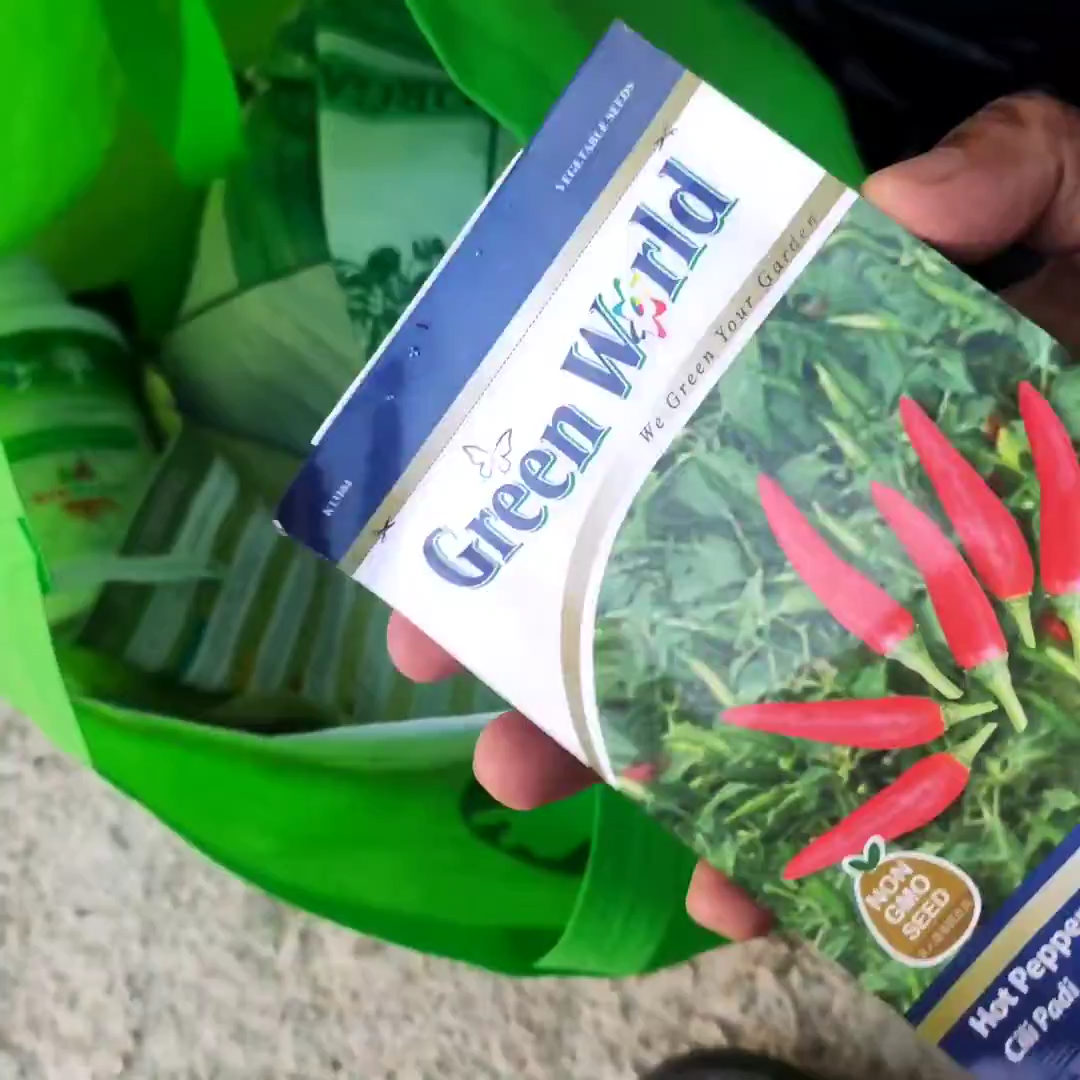 VEGETABLE SEEDS
Green World
We Green Your Garden
NON
GMO
SEED
Hot Pepper
Cili Padi